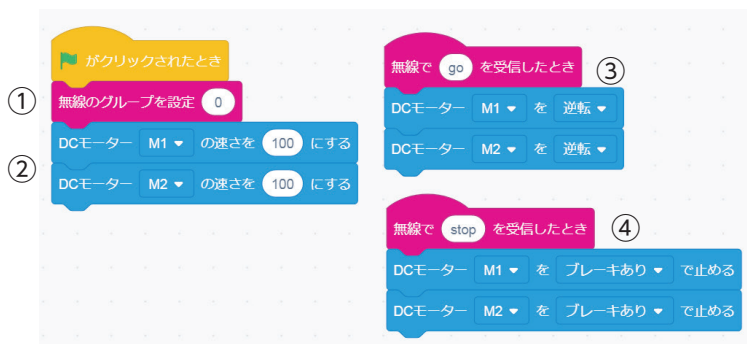 がクリックされたとき
① 無線のグループを設定 0
DCモーター M1 の速さを 100 にする
②
DCモーター M2 の速さを 100 にする
無線で go を受信したとき ③
DCモーター M1 を 逆転
DCモーター M2 を 逆転
無線で stop を受信したとき ④
DCモーター M1 を ブレーキあり で止める
DCモーター M2 を ブレーキあり で止める